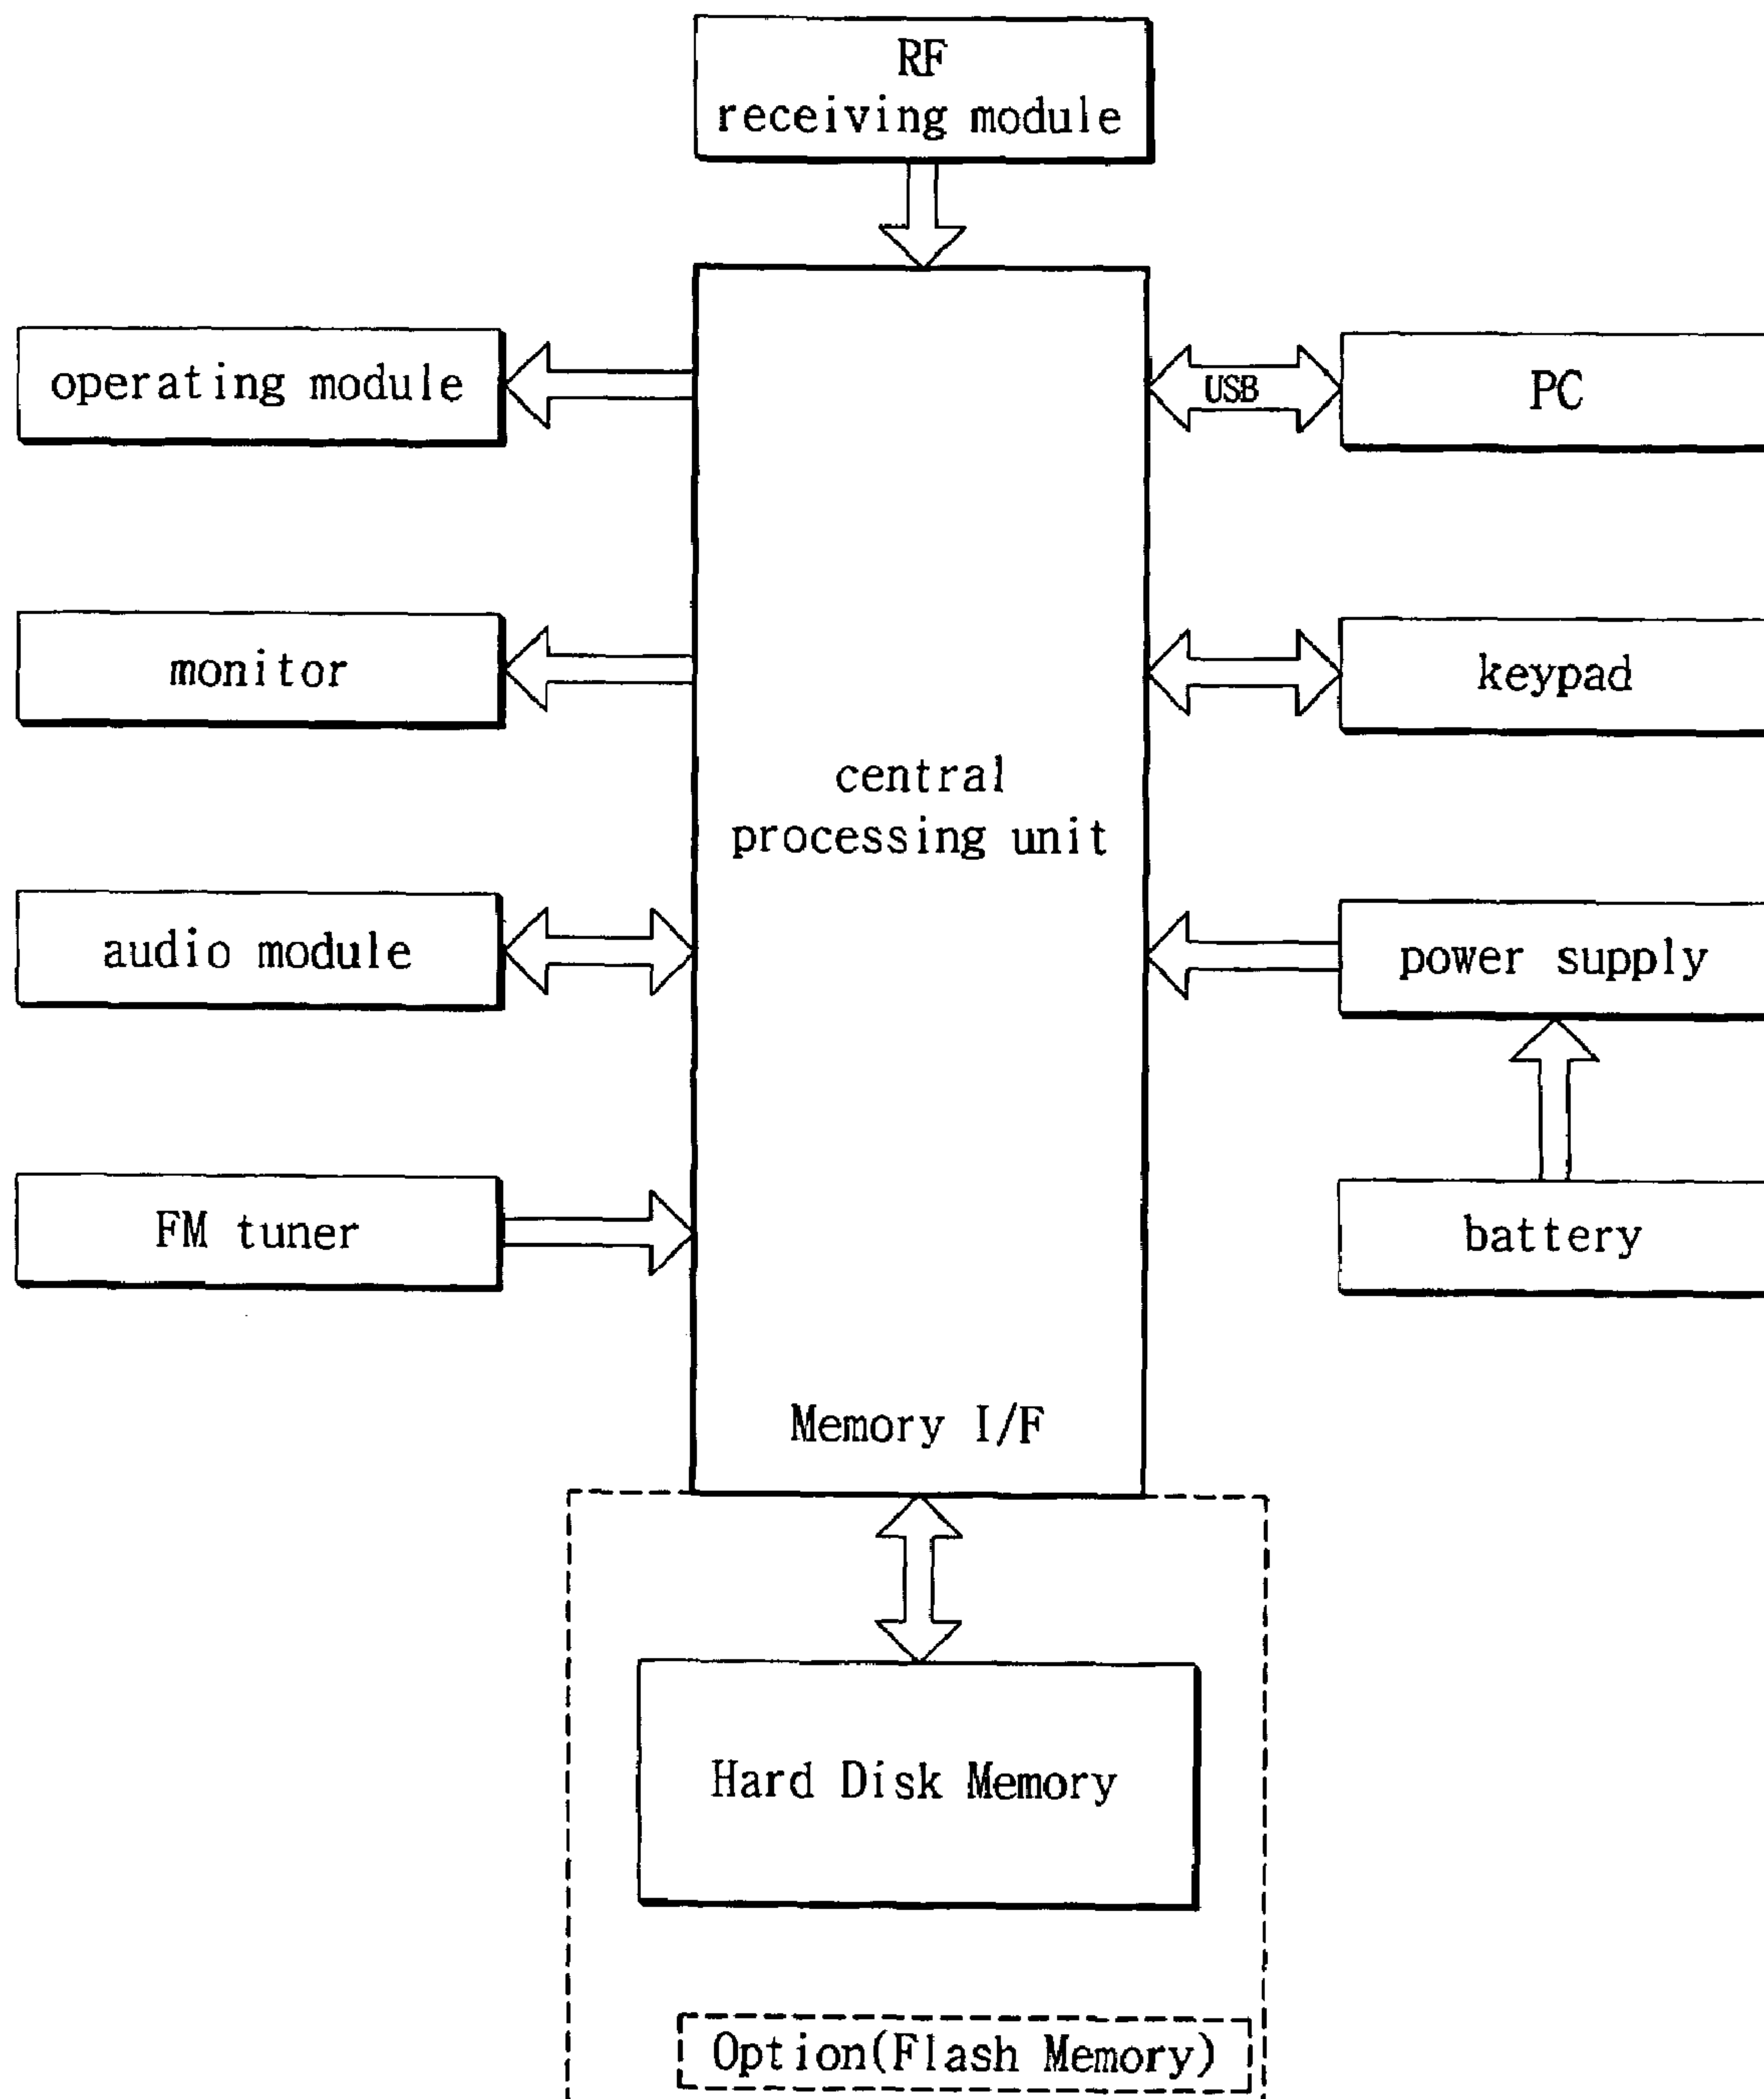 RF
receiving module
operating module
USB
PC
monitor
keypad
central
processing unit
audio module
power supply
FM tuner
battery
Memory I/F
Hard Disk Memory
Option(Flash Memory)